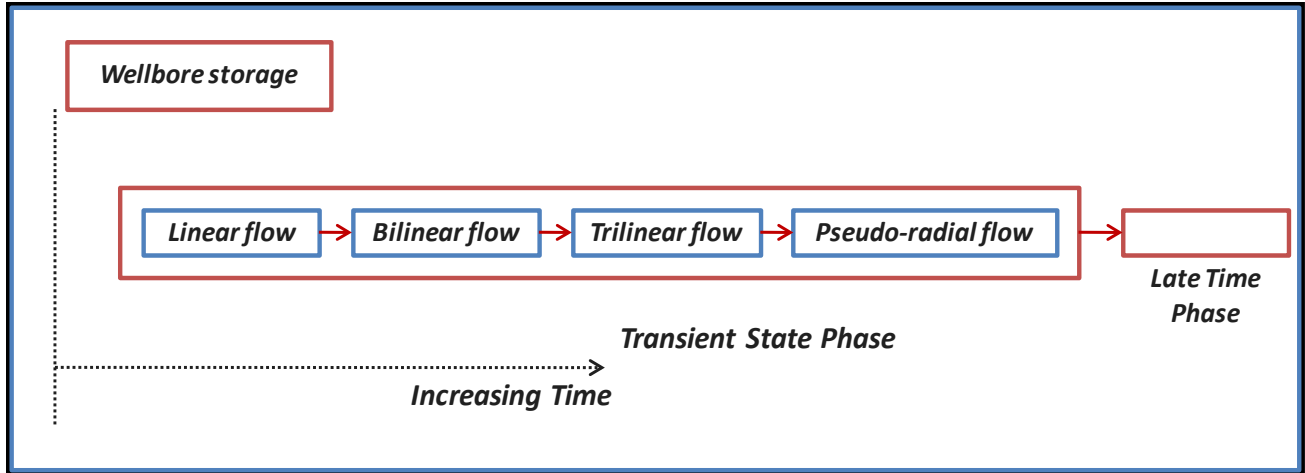 Wellbore storage
Linear flow
Bilinear flow
Trilinear flow
Pseudo-radial flow
Late Time
Phase
Transient State Phase
Increasing Time